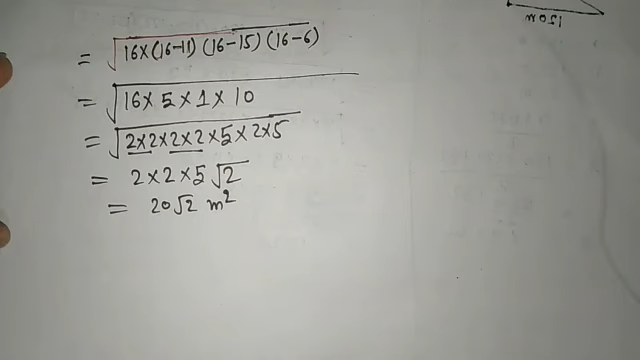 150m
= √16×(16-11)(16-15)(16-6)
= √16×5×1×10
= √2×2×2×2×5×2×5
= 2×2×5√2
= 20√2 m²